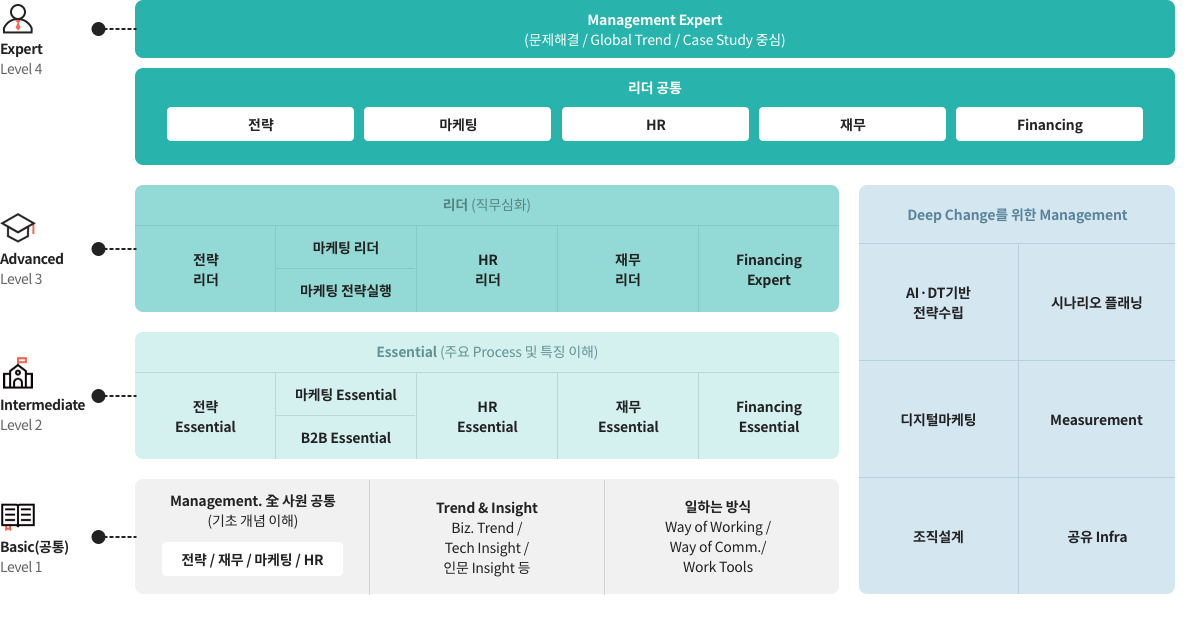 Expert
Level 4
Management Expert
(문제해결 / Global Trend / Case Study 중심)
리더 공통
전략
마케팅
HR
재무
Financing
Advanced
Level 3
리더 (직무심화)
전략
리더
마케팅 리더
마케팅 전략실행
HR
리더
재무
리더
Financing
Expert
Intermediate
Level 2
Essential (주요 Process 및 특징 이해)
전략
Essential
마케팅 Essential
B2B Essential
HR
Essential
재무
Essential
Financing
Essential
Basic(공통)
Level 1
Management. 全 사원 공통
(기초 개념 이해)
전략 / 재무 / 마케팅 / HR
Trend & Insight
Biz. Trend /
Tech Insight /
인문 Insight 등
일하는 방식
Way of Working /
Way of Comm./
Work Tools
Deep Change를 위한 Management
AI·DT기반
전략수립
시나리오 플래닝
디지털마케팅
Measurement
조직설계
공유 Infra